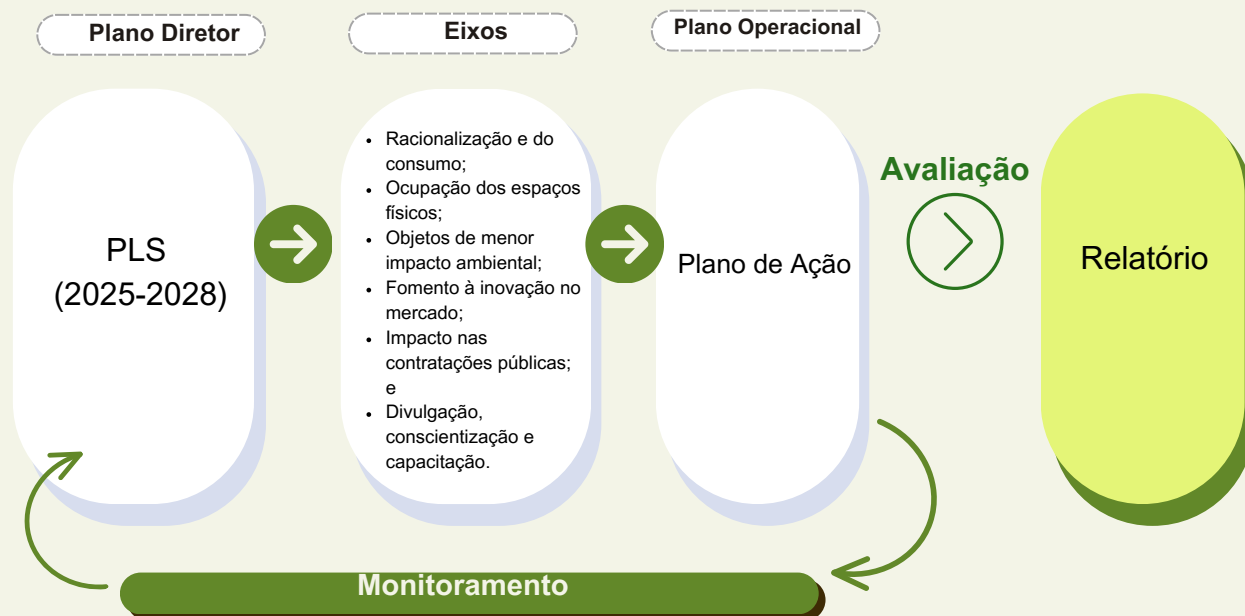 Plano Diretor
Eixos
Plano Operacional
PLS
(2025-2028)
• Racionalização e do
consumo;
• Ocupação dos espaços
físicos;
• Objetos de menor
impacto ambiental;
• Fomento à inovação no
mercado;
• Impacto nas
contratações públicas;
e
• Divulgação,
conscientização e
capacitação.
Plano de Ação
Avaliação
Relatório
Monitoramento